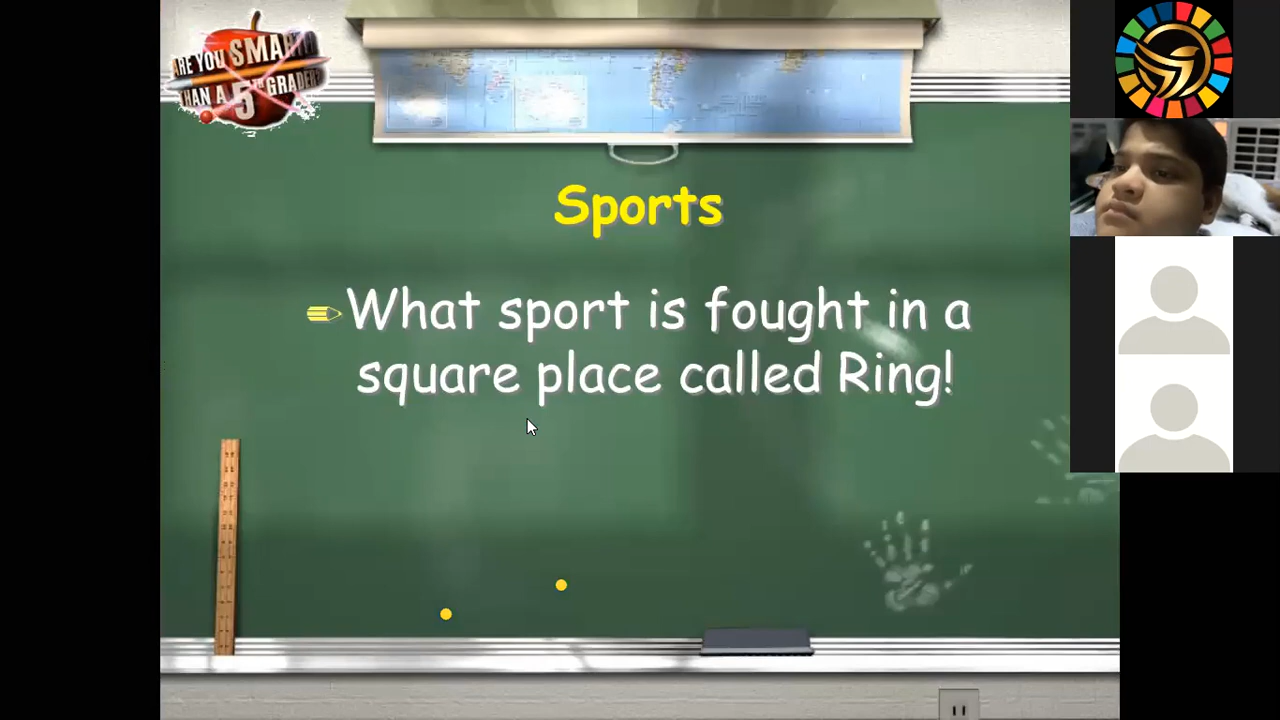 ARE YOU SMARTER
THAN A 5TH GRADER?
Sports
What sport is fought in a
square place called Ring!